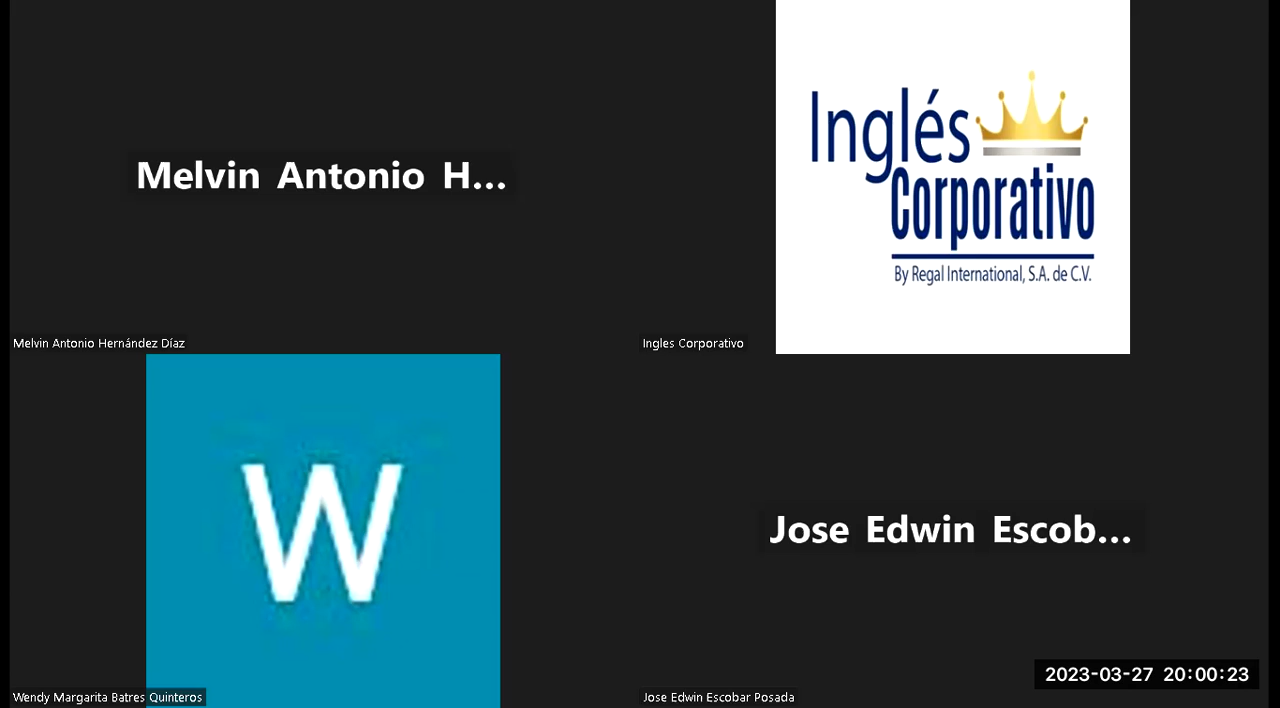 Melvin Antonio H...
Melvin Antonio Hernández Díaz
Inglés
Corporativo
By Regal International, S.A. de C.V.
Ingles Corporativo
W
Wendy Margarita Batres Quinteros
Jose Edwin Escob...
Jose Edwin Escobar Posada
2023-03-27 20:00:23